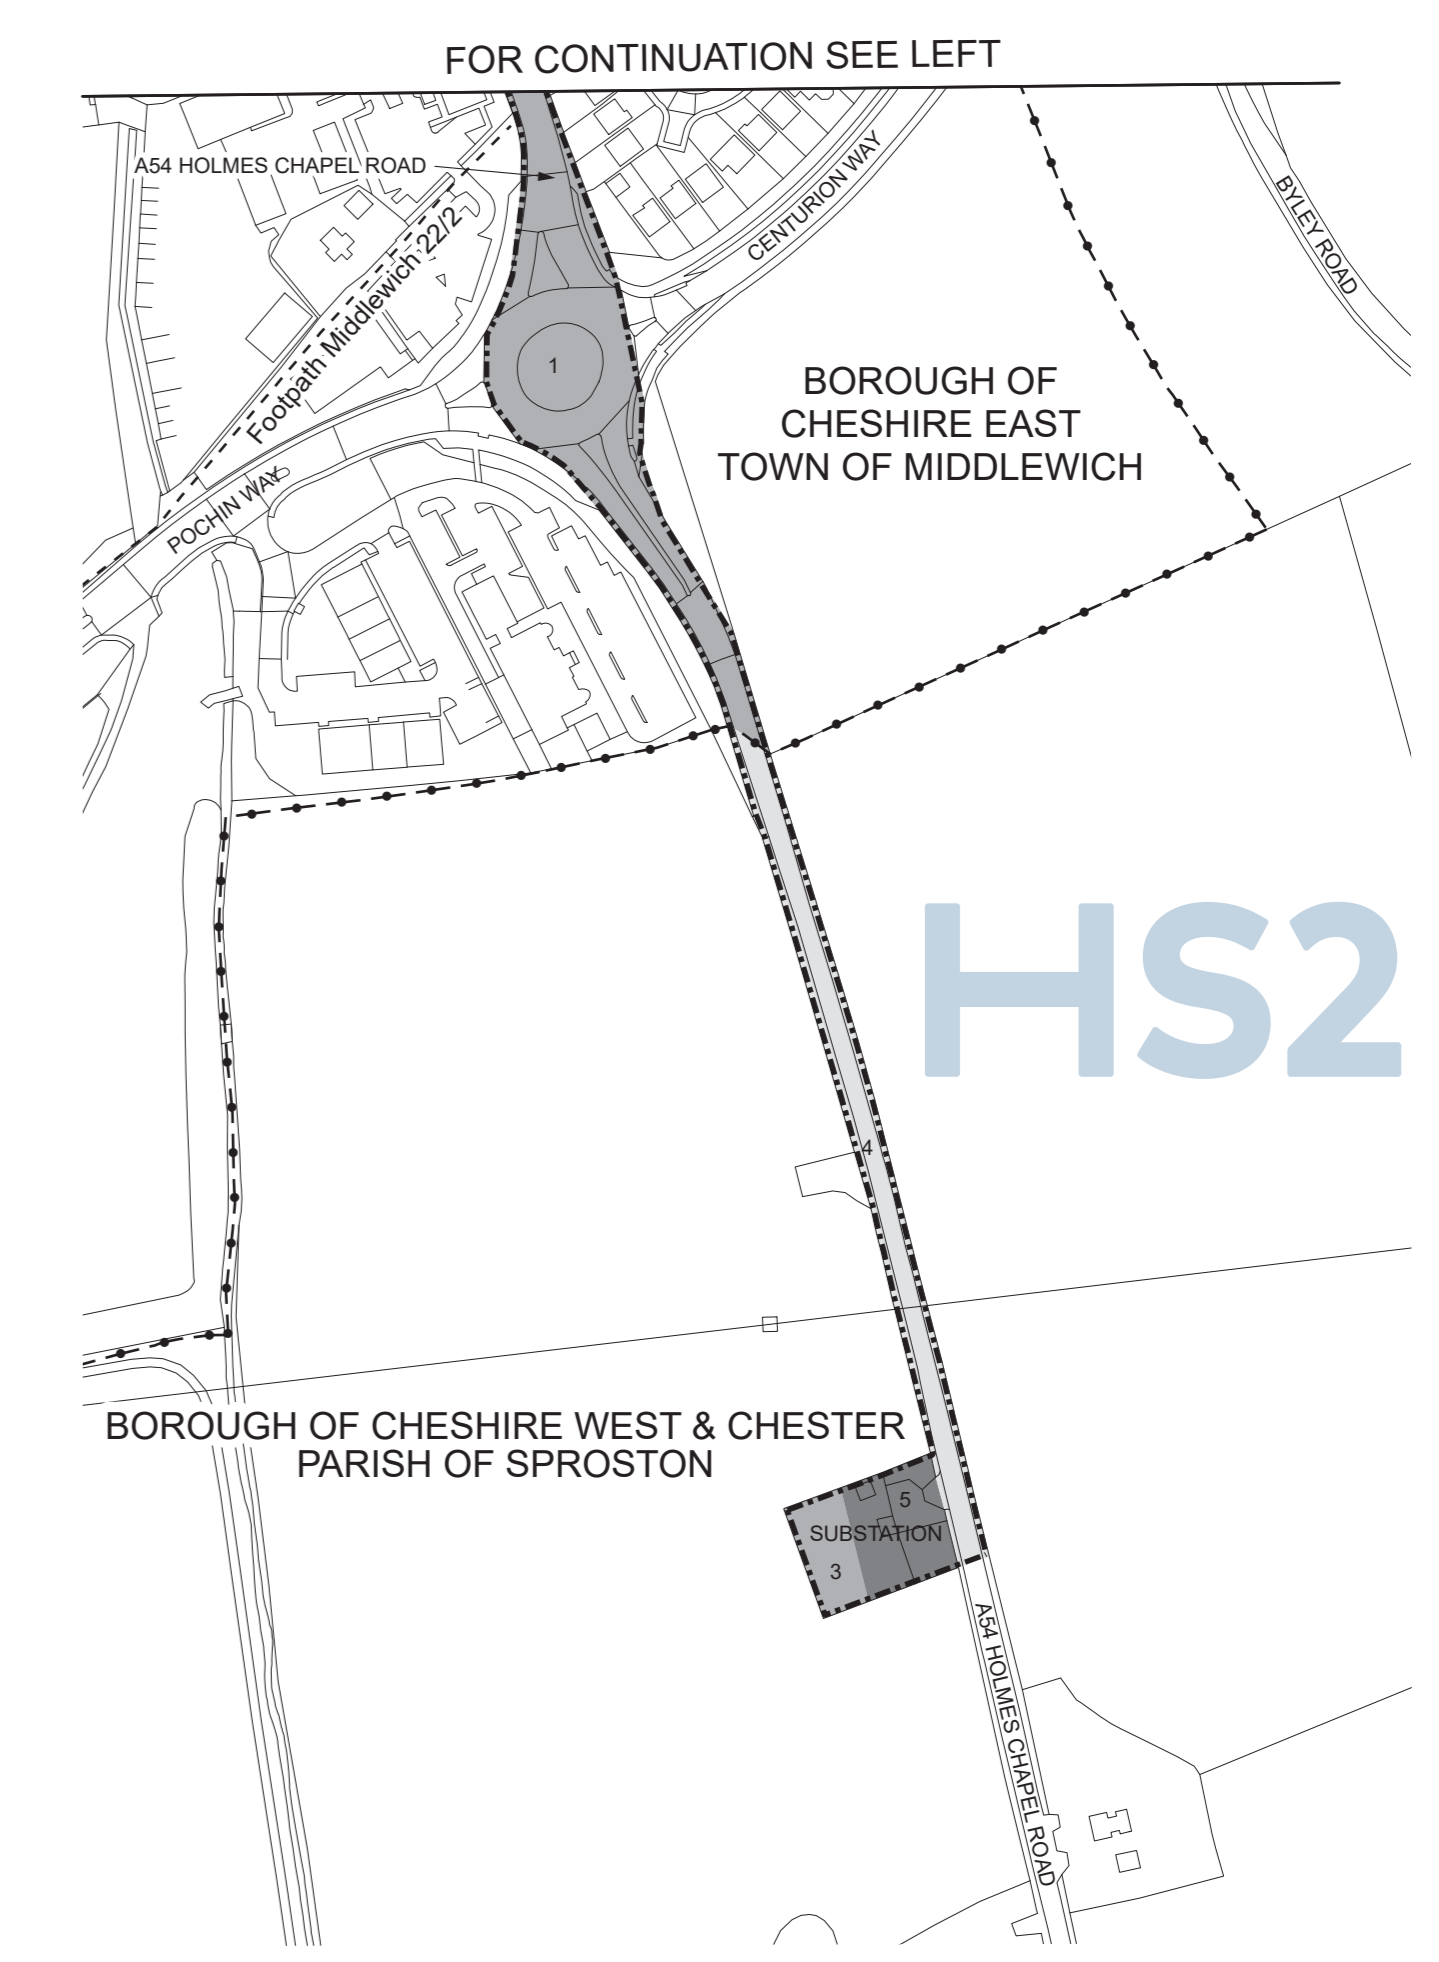 FOR CONTINUATION SEE LEFT
A54 HOLMES CHAPEL ROAD
CENTURION WAY
BYLEY ROAD
Footpath Middlewich 22/2
1
BOROUGH OF
CHESHIRE EAST
TOWN OF MIDDLEWICH
POCHIN WAY
HS2
4
BOROUGH OF CHESHIRE WEST & CHESTER
PARISH OF SPROSTON
5
SUBSTATION
3
A54 HOLMES CHAPEL ROAD